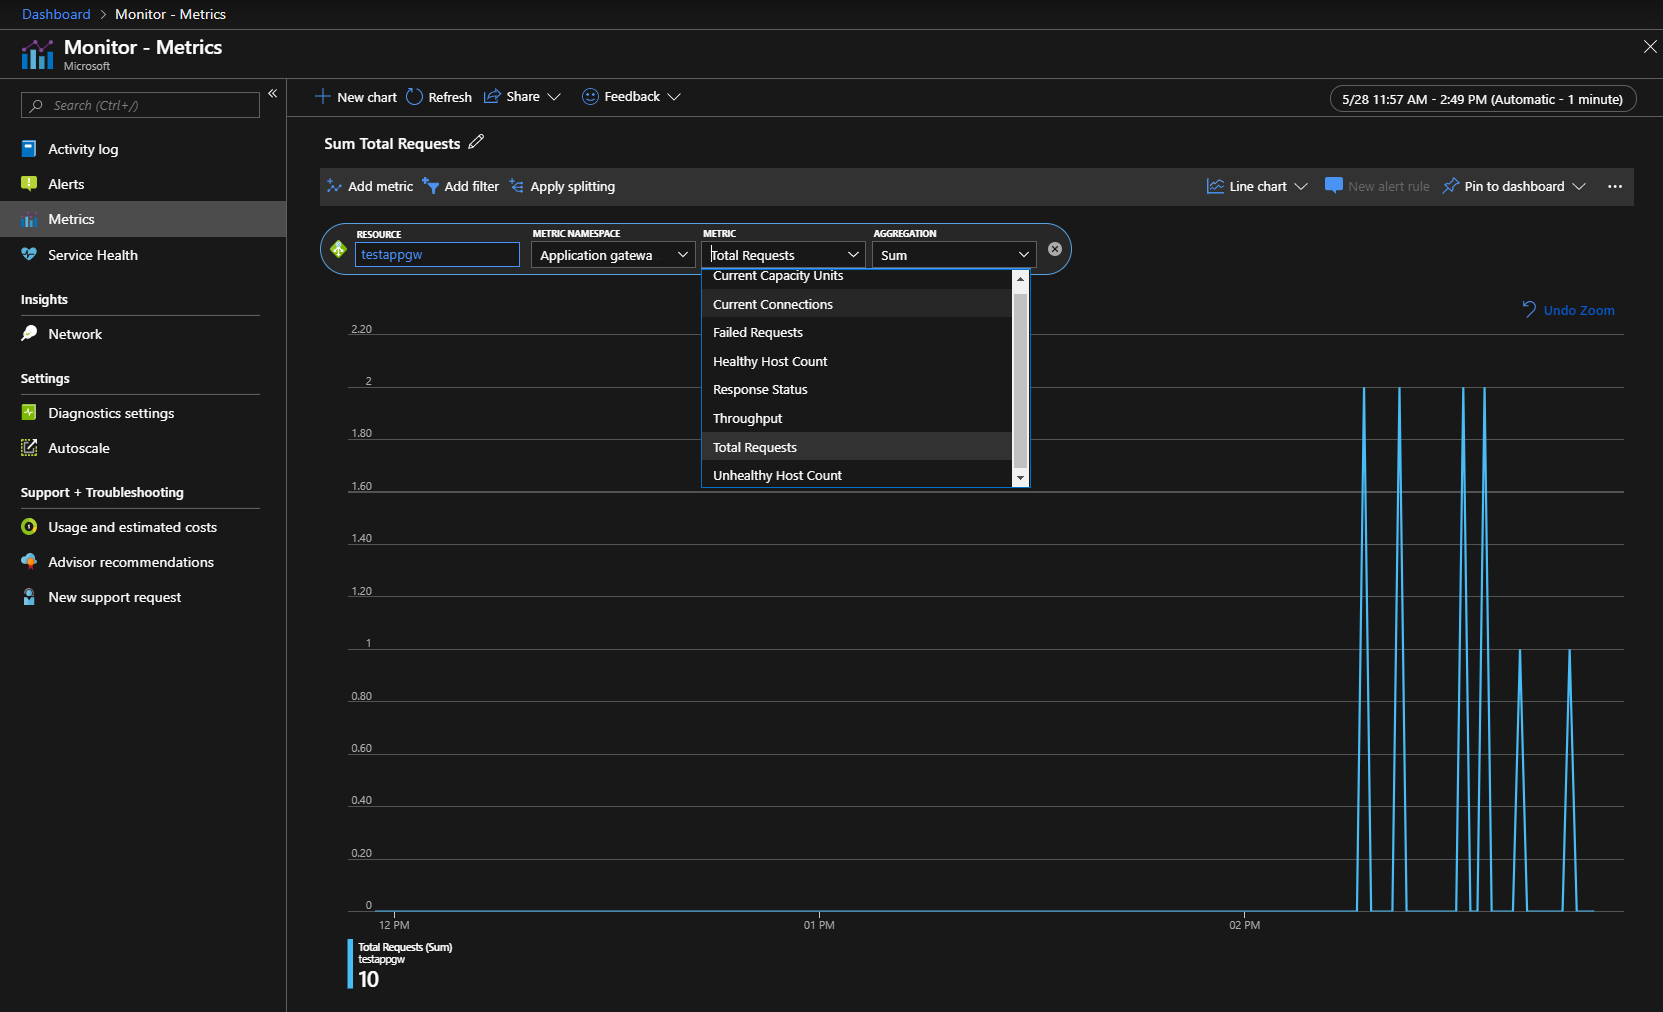 Dashboard > Monitor - Metrics
Monitor - Metrics
Microsoft
Search (Ctrl+/)
Activity log
Alerts
Metrics
Service Health
Insights
Network
Settings
Diagnostics settings
Autoscale
Support + Troubleshooting
Usage and estimated costs
Advisor recommendations
New support request
New chart Refresh Share Feedback
5/28 11:57 AM - 2:49 PM (Automatic - 1 minute)
Sum Total Requests
Add metric Add filter Apply splitting
Line chart New alert rule Pin to dashboard ...
RESOURCE METRIC NAMESPACE METRIC AGGREGATION
testappgw Application gatewa Total Requests Sum
Current Capacity Units
Current Connections
Failed Requests
Healthy Host Count
Response Status
Throughput
Total Requests
Unhealthy Host Count
Undo Zoom
2.20
2
1.80
1.60
1.40
1.20
1
0.80
0.60
0.40
0.20
0
12 PM 01 PM 02 PM
Total Requests (Sum)
testappgw
10